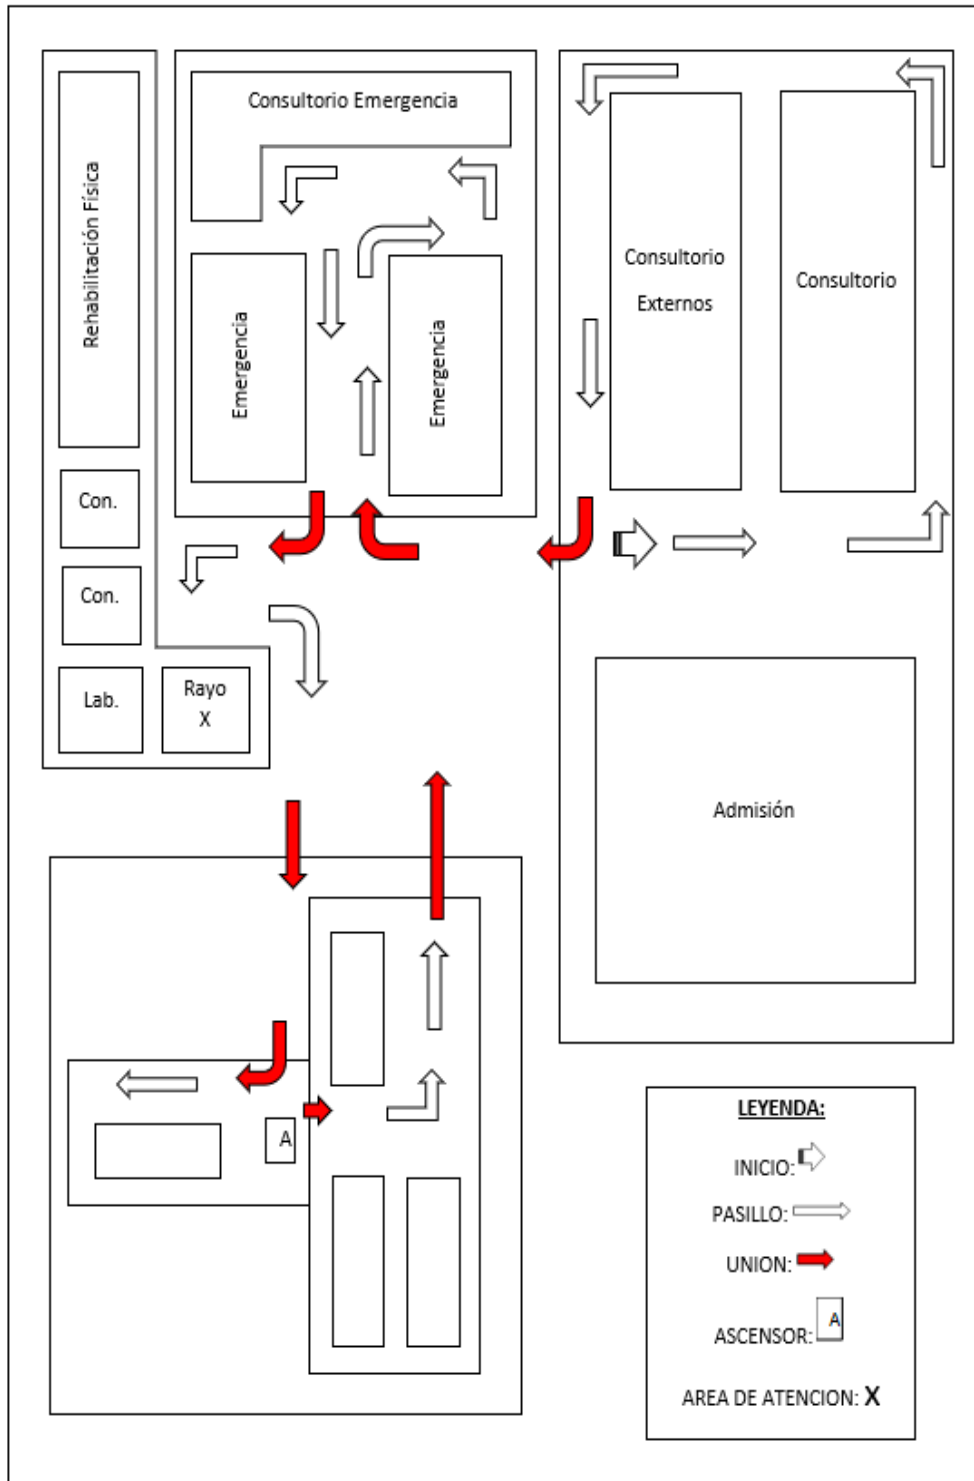 Consultorio Emergencia
Rehabilitación Física
Emergencia
Emergencia
Consultorio
Externos
Consultorio
Con.
Con.
Lab.
Rayo
X
Admisión
A
LEYENDA:
INICIO:
PASILLO:
UNION:
ASCENSOR: A
AREA DE ATENCION: X